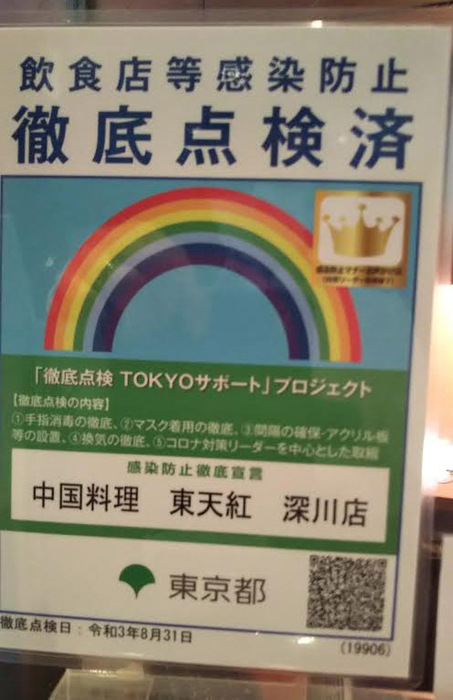 飲食店等感染防止
徹底点検済
「徹底点検 TOKYOサポート」プロジェクト
【徹底点検の内容】
①手指消毒の徹底、②マスク着用の徹底、③間隔の確保・アクリル板
等の設置、④換気の徹底、⑤コロナ対策リーダーを中心とした取組
感染防止徹底宣言
中国料理 東天紅 深川店
東京都
徹底点検日：令和3年8月31日
(19906)